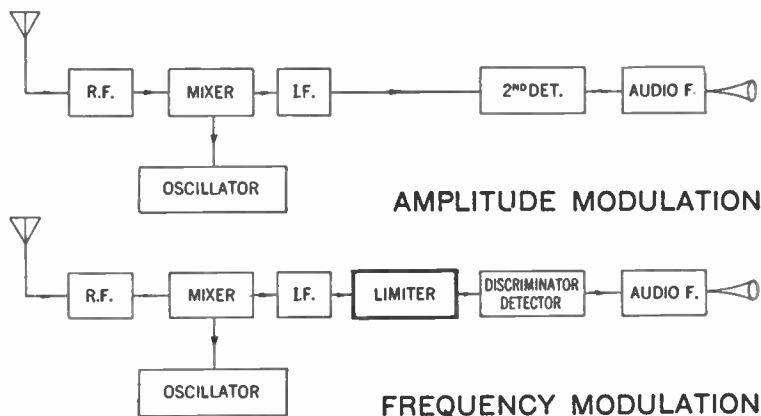 R.F.
MIXER
I.F.
2ND DET.
AUDIO F.
OSCILLATOR
AMPLITUDE MODULATION
R.F.
MIXER
I.F.
LIMITER
DISCRIMINATOR
DETECTOR
AUDIO F.
OSCILLATOR
FREQUENCY MODULATION